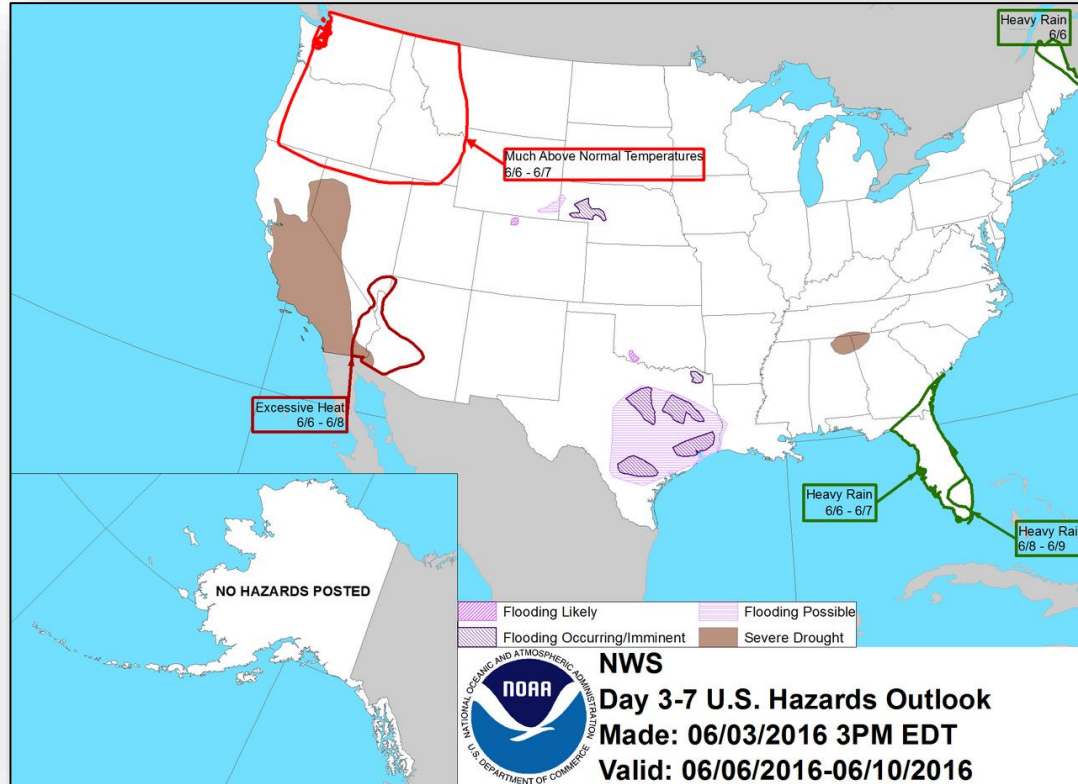 Heavy Rain
6/6
Much Above Normal Temperatures
6/6 - 6/7
Excessive Heat
6/6 - 6/8
Heavy Rain
6/6 - 6/7
Heavy Rai
6/8 - 6/9
NO HAZARDS POSTED
Flooding Likely
Flooding Possible
Flooding Occurring/Imminent
Severe Drought
NATIONAL OCEANIC AND ATMOSPHERIC ADMINISTRATION
NOAA
U.S. DEPARTMENT OF COMMERCE
NWS
Day 3-7 U.S. Hazards Outlook
Made: 06/03/2016 3PM EDT
Valid: 06/06/2016-06/10/2016